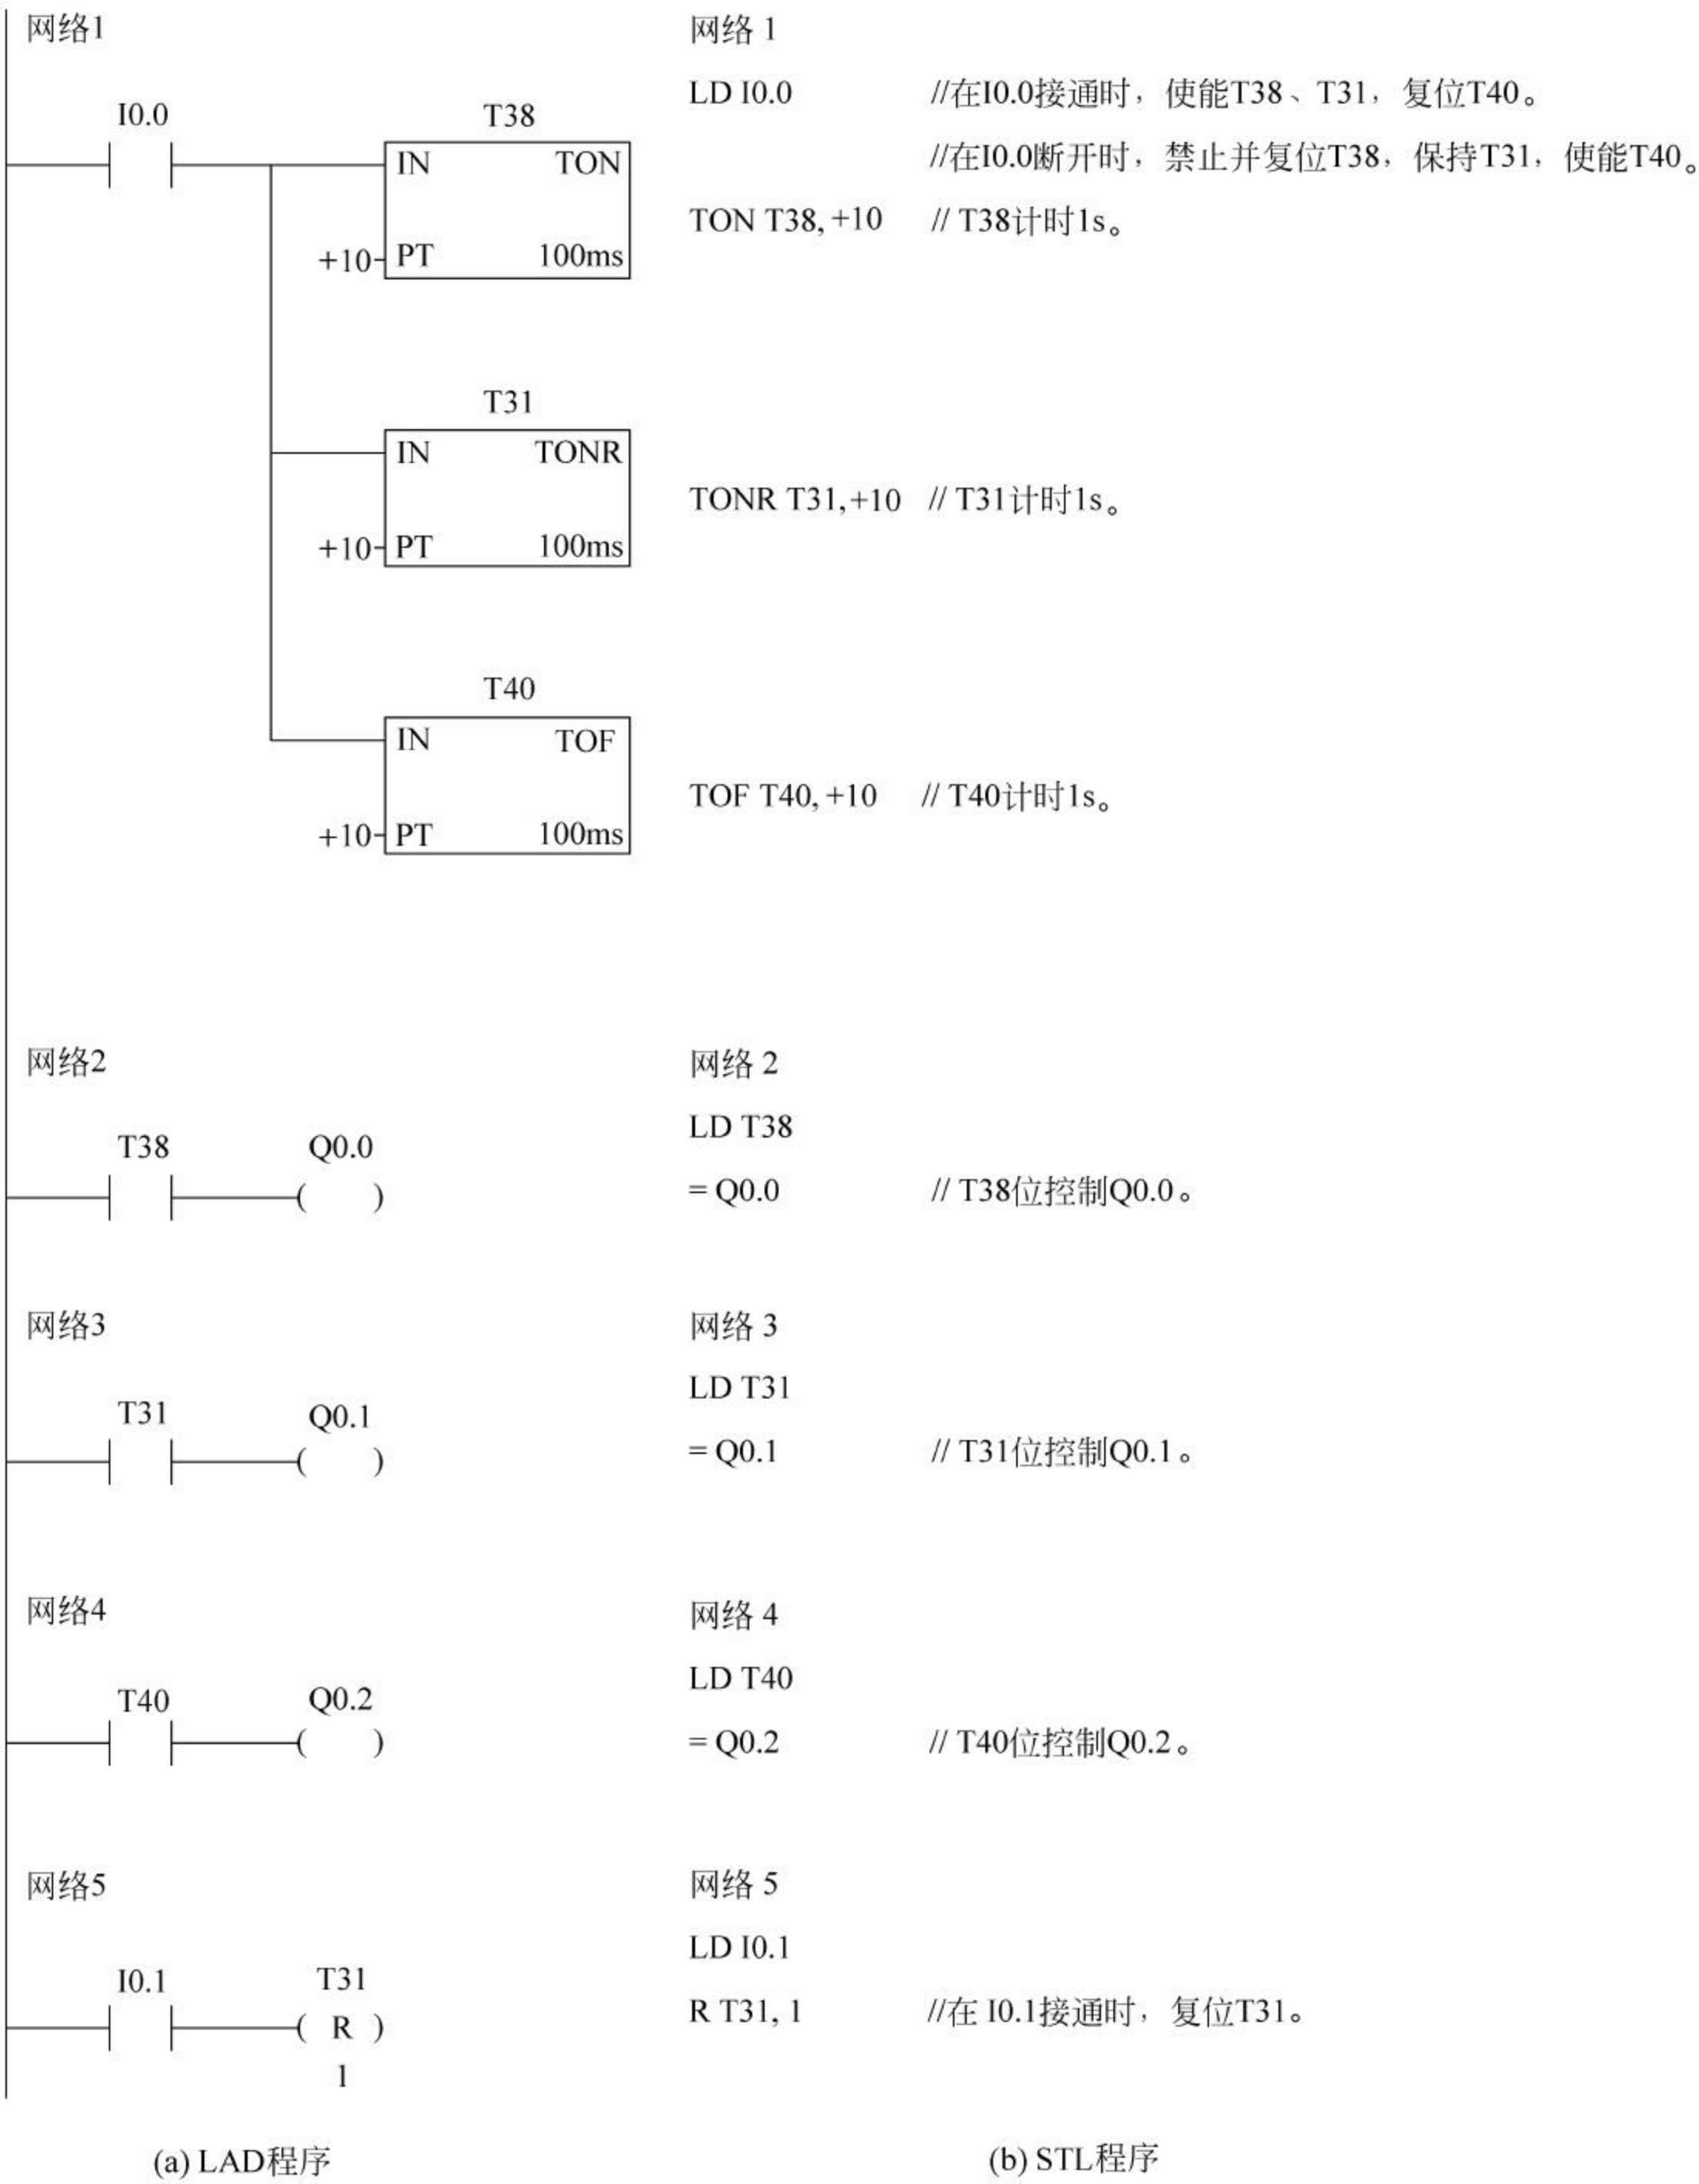 网络1
I0.0
T38
IN TON
+10 PT 100ms
T31
IN TONR
+10 PT 100ms
T40
IN TOF
+10 PT 100ms
网络2
T38 Q0.0
( )
网络3
T31 Q0.1
( )
网络4
T40 Q0.2
( )
网络5
I0.1 T31
( R )
1
(a) LAD程序
网络 1
LD I0.0 //在I0.0接通时，使能T38、T31，复位T40。
//在I0.0断开时，禁止并复位T38，保持T31，使能T40。
TON T38, +10 // T38计时1s。
TONR T31,+10 // T31计时1s。
TOF T40, +10 // T40计时1s。
网络 2
LD T38
= Q0.0 // T38位控制Q0.0。
网络 3
LD T31
= Q0.1 // T31位控制Q0.1。
网络 4
LD T40
= Q0.2 // T40位控制Q0.2。
网络 5
LD I0.1
R T31, 1 //在 I0.1接通时，复位T31。
(b) STL程序